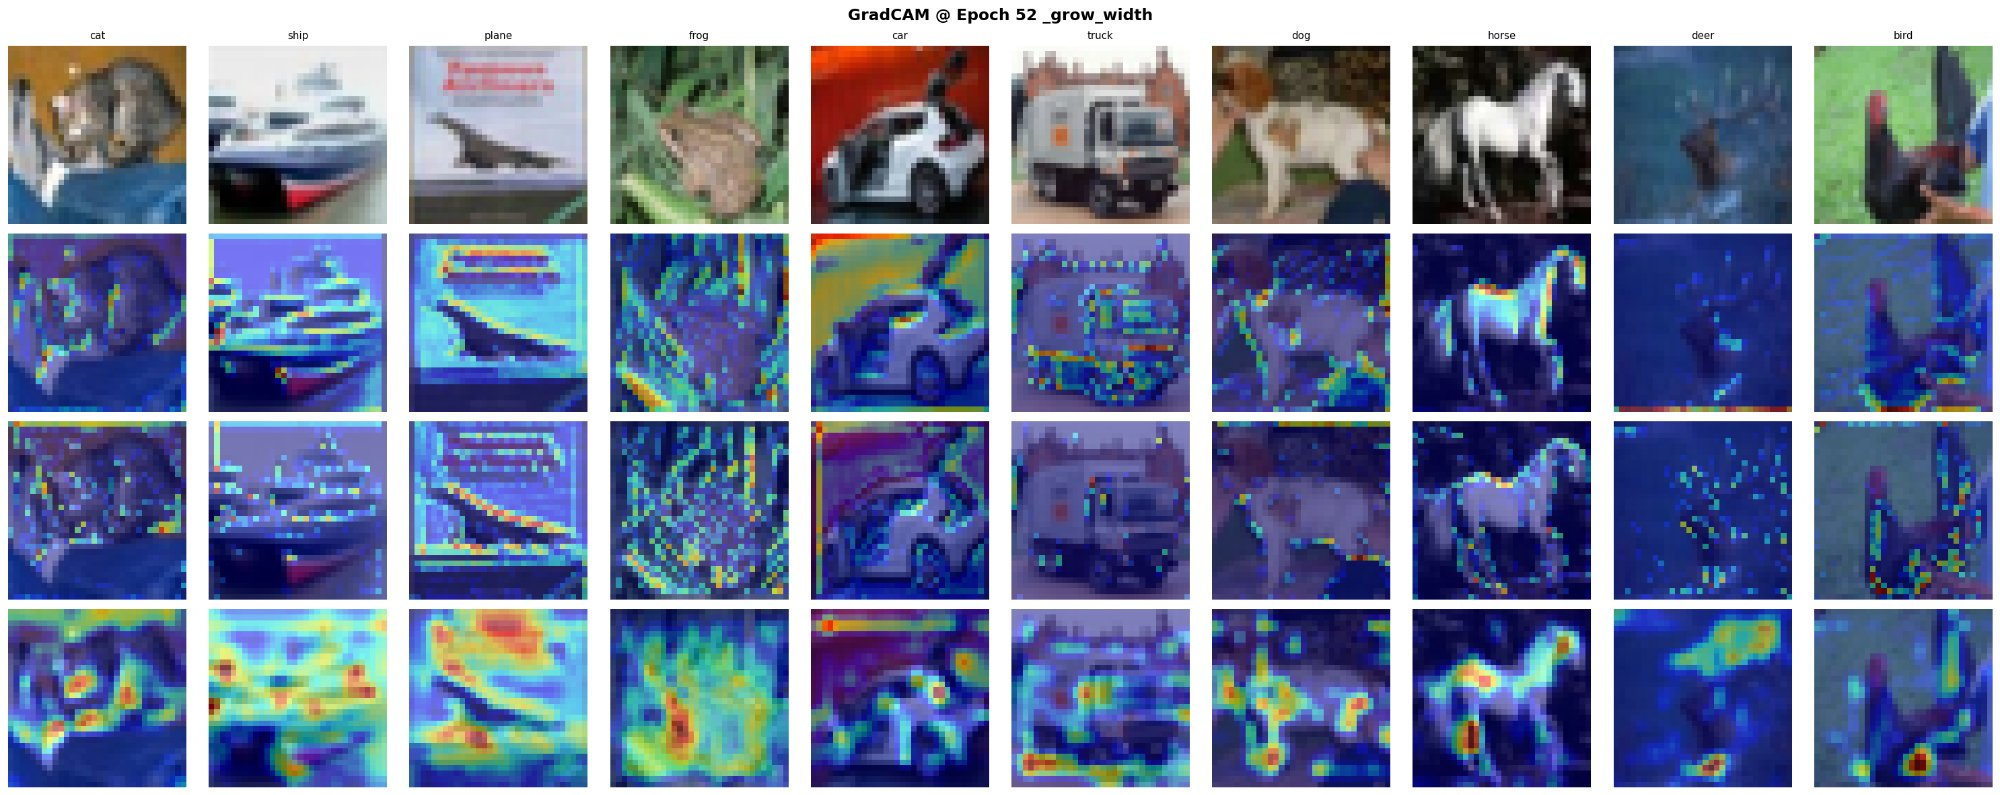 GradCAM @ Epoch 52 _grow_width
cat ship plane frog car truck dog horse deer bird